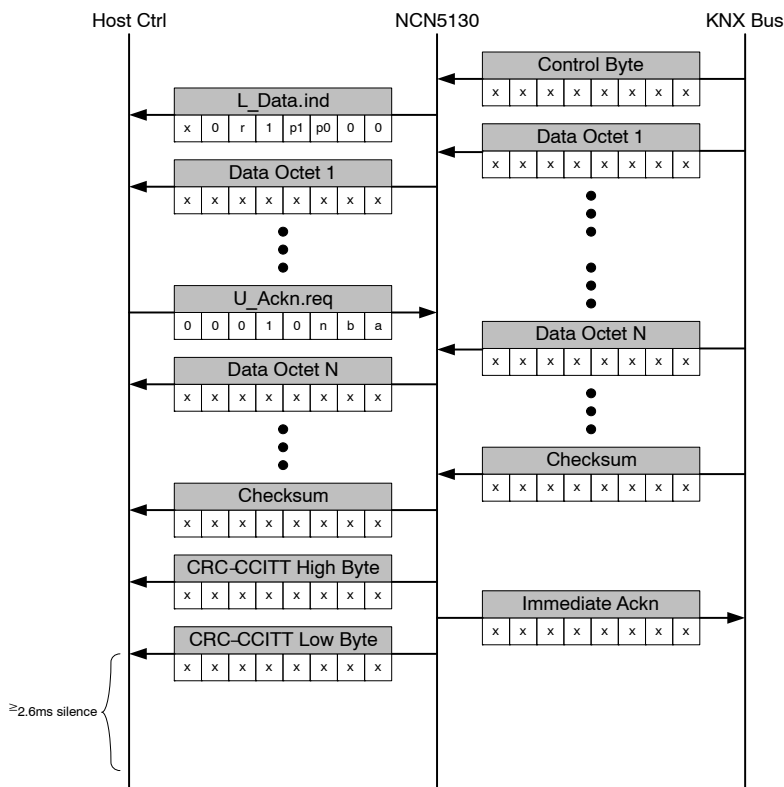 Host Ctrl NCN5130 KNX Bus
Control Byte
x x x x x x x x
L_Data.ind
x 0 r 1 p1 p0 0 0
Data Octet 1
x x x x x x x x
Data Octet 1
x x x x x x x x
U_Ackn.req
0 0 0 1 0 n b a
Data Octet N
x x x x x x x x
Data Octet N
x x x x x x x x
Checksum
x x x x x x x x
Checksum
x x x x x x x x
CRC-CCITT High Byte
x x x x x x x x
Immediate Ackn
x x x x x x x x
CRC-CCITT Low Byte
x x x x x x x x
≧2.6ms silence